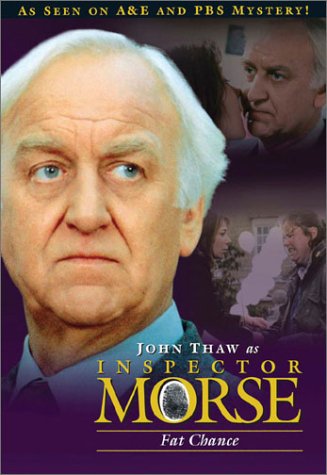 As Seen on A&E and PBS Mystery!
John Thaw as
INSPECTOR
MORSE
Fat Chance